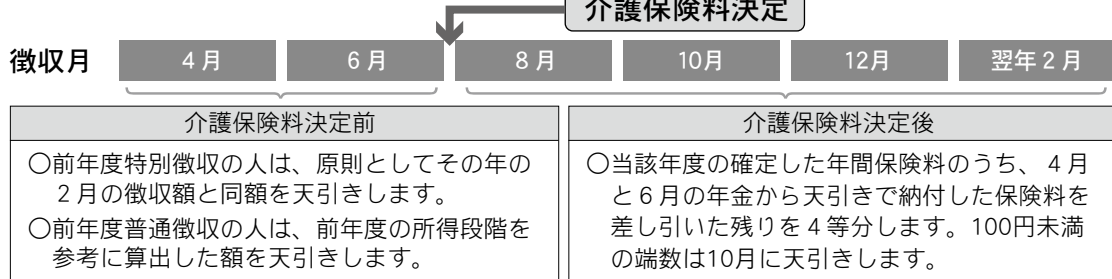 介護保険料決定
徴収月
4月
6月
8月
10月
12月
翌年2月
介護保険料決定前
○前年度特別徴収の人は、原則としてその年の
2月の徴収額と同額を天引きします。
○前年度普通徴収の人は、前年度の所得段階を
参考に算出した額を天引きします。
介護保険料決定後
○当該年度の確定した年間保険料のうち、4月
と6月の年金から天引きで納付した保険料を
差し引いた残りを4等分します。100円未満
の端数は10月に天引きします。